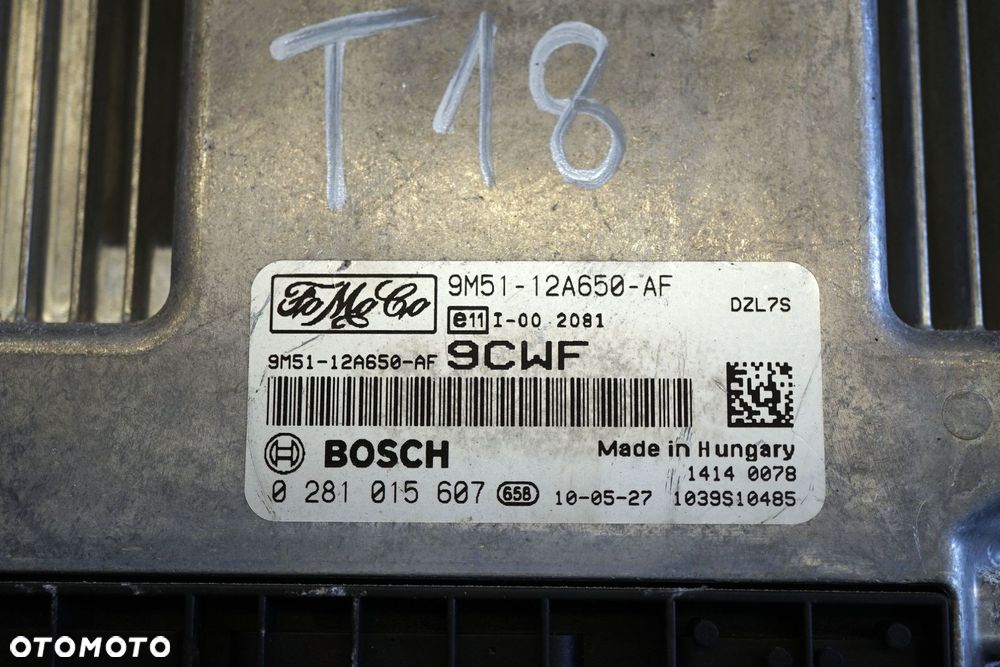 T18
FoMoCo 9M51-12A650-AF
DZL7S
e11 I-00 2081
9M51-12A650-AF 9CWF
BOSCH
Made in Hungary
1414 0078
0 281 015 607 658 10-05-27 1039S10485
OTOMOTO